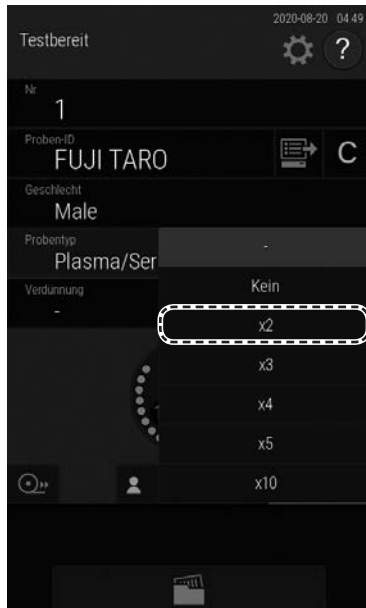 2020-08-20 04 49
Testbereit
?
Nr
1
Proben-ID
FUJI TARO
C
Geschlecht
Male
Probentyp
Plasma/Ser
-
Verdünnung
-
Kein
x2
x3
x4
x5
x10